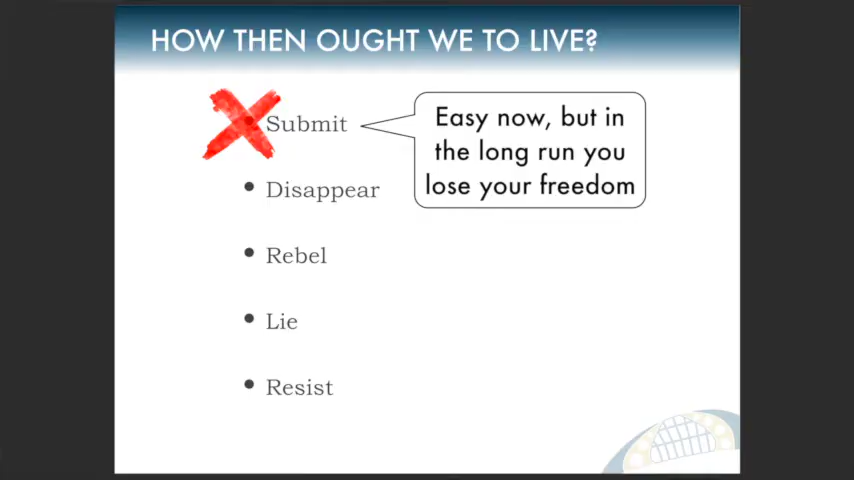 HOW THEN OUGHT WE TO LIVE?
• Submit
Easy now, but in
the long run you
lose your freedom
• Disappear
• Rebel
• Lie
• Resist